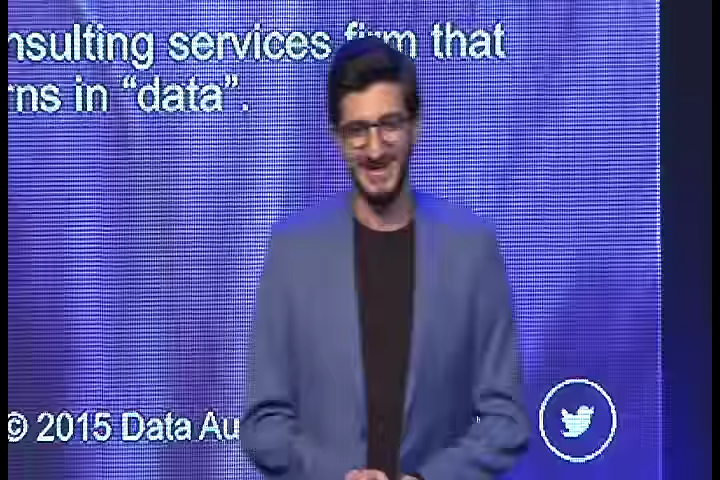 nsulting services firm that
rns in “data”.
© 2015 Data Au